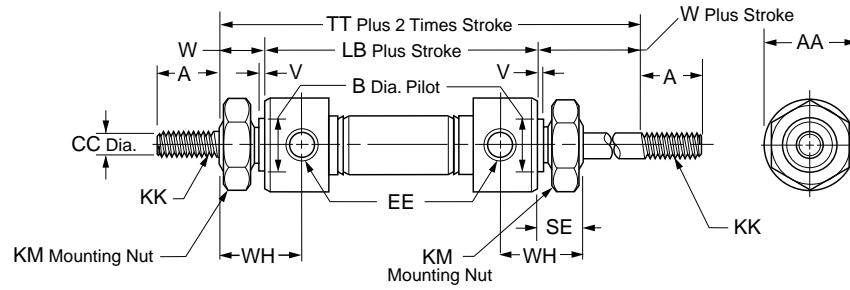 TT Plus 2 Times Stroke
W Plus Stroke
W
LB Plus Stroke
AA
A
V
V
A
B Dia. Pilot
CC Dia.
KK
EE
SE
KK
KM Mounting Nut
WH
KM
Mounting Nut
WH